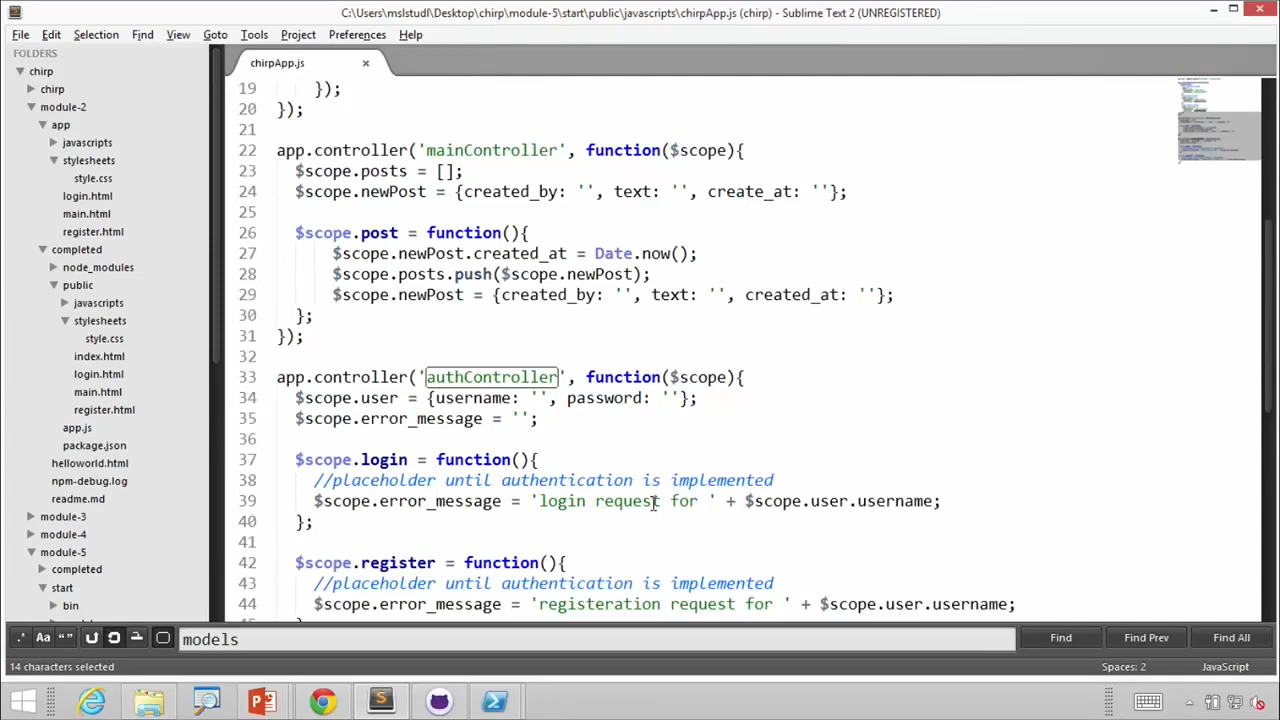 C:\Users\mslstudl\Desktop\chirp\module-5\start\public\javascripts\chirpApp.js (chirp) - Sublime Text 2 (UNREGISTERED)
File Edit Selection Find View Goto Tools Project Preferences Help
FOLDERS
chirp
chirp
module-2
app
javascripts
stylesheets
style.css
login.html
main.html
register.html
completed
node_modules
public
javascripts
stylesheets
style.css
index.html
login.html
main.html
register.html
app.js
package.json
helloworld.html
npm-debug.log
readme.md
module-3
module-4
module-5
completed
start
bin
chirpApp.js
19 });
20 });
21
22 app.controller('mainController', function($scope){
23 $scope.posts = [];
24 $scope.newPost = {created_by: '', text: '', create_at: ''};
25
26 $scope.post = function(){
27 $scope.newPost.created_at = Date.now();
28 $scope.posts.push($scope.newPost);
29 $scope.newPost = {created_by: '', text: '', created_at: ''};
30 };
31 });
32
33 app.controller('authController', function($scope){
34 $scope.user = {username: '', password: ''};
35 $scope.error_message = '';
36
37 $scope.login = function(){
38 //placeholder until authentication is implemented
39 $scope.error_message = 'login request for ' + $scope.user.username;
40 };
41
42 $scope.register = function(){
43 //placeholder until authentication is implemented
44 $scope.error_message = 'registeration request for ' + $scope.user.username;
.* Aa “” models Find Find Prev Find All
14 characters selected Spaces: 2 JavaScript